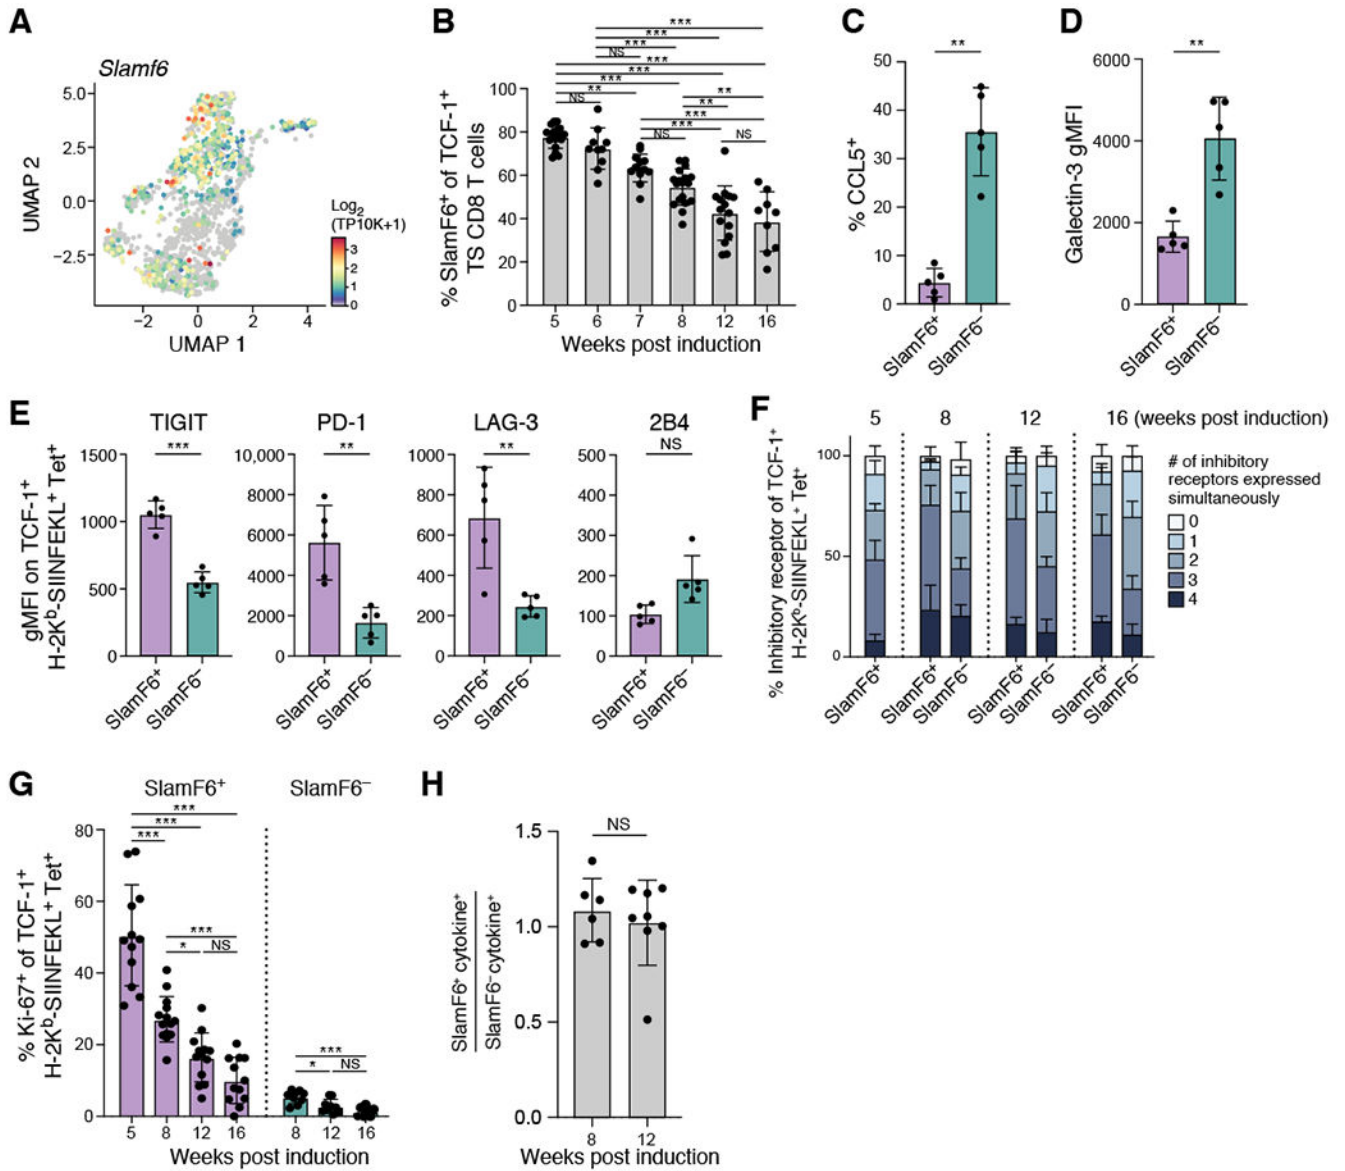 A
Slamf6
UMAP 2
5.0
2.5
0.0
−2.5
−2
0
2
4
UMAP 1
Log2
(TP10K+1)
3
2
1
0
B
% SlamF6+ of TCF-1+
TS CD8 T cells
100
80
60
40
20
0
***
***
***
NS
***
***
***
**
NS
**
**
***
***
NS
NS
5 6 7 8 12 16
Weeks post induction
C
% CCL5+
50
40
30
20
10
0
**
SlamF6+
SlamF6−
D
Galectin-3 gMFI
6000
4000
2000
0
**
SlamF6+
SlamF6−
E
gMFI on TCF-1+
H-2Kb-SIINFEKL+ Tet+
TIGIT
1500
1000
500
0
***
SlamF6+
SlamF6−
PD-1
10,000
8000
6000
4000
2000
0
**
SlamF6+
SlamF6−
LAG-3
1000
800
600
400
200
0
**
SlamF6+
SlamF6−
2B4
500
400
300
200
100
0
NS
SlamF6+
SlamF6−
F
5 8 12 16 (weeks post induction)
% Inhibitory receptor of TCF-1+
H-2Kb-SIINFEKL+ Tet+
100
50
0
SlamF6+
SlamF6+
SlamF6−
SlamF6+
SlamF6−
SlamF6+
SlamF6−
# of inhibitory
receptors expressed
simultaneously
0
1
2
3
4
G
SlamF6+
SlamF6−
% Ki-67+ of TCF-1+
H-2Kb-SIINFEKL+ Tet+
80
60
40
20
0
***
***
***
***
* NS
***
* NS
5 8 12 16 8 12 16
Weeks post induction
H
SlamF6+ cytokine+
SlamF6− cytokine+
1.5
1.0
0.5
0.0
NS
8 12
Weeks post induction